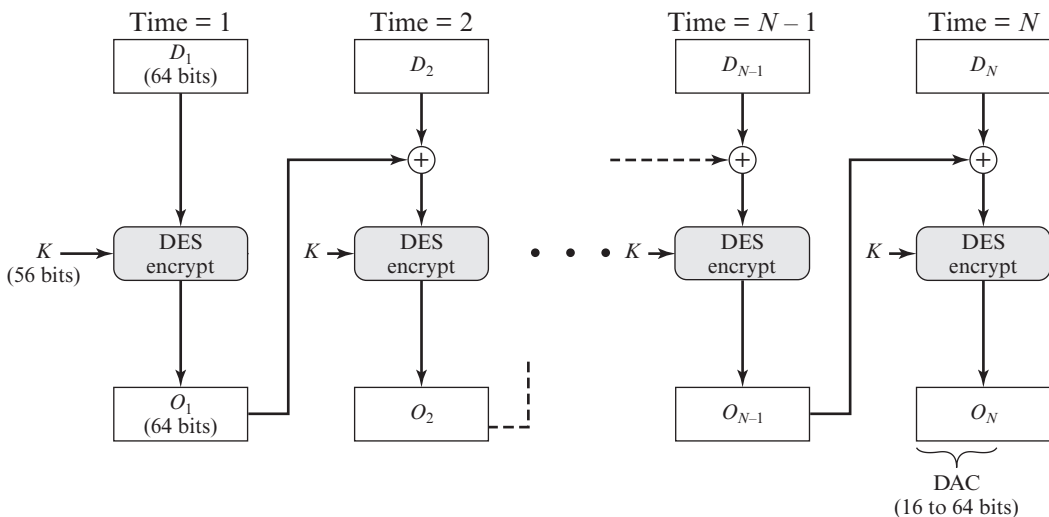 Time = 1
Time = 2
Time = N – 1
Time = N
D1
(64 bits)
D2
DN–1
DN
+
+
+
K
(56 bits)
DES
encrypt
K
DES
encrypt
K
DES
encrypt
K
DES
encrypt
O1
(64 bits)
O2
ON–1
ON
DAC
(16 to 64 bits)